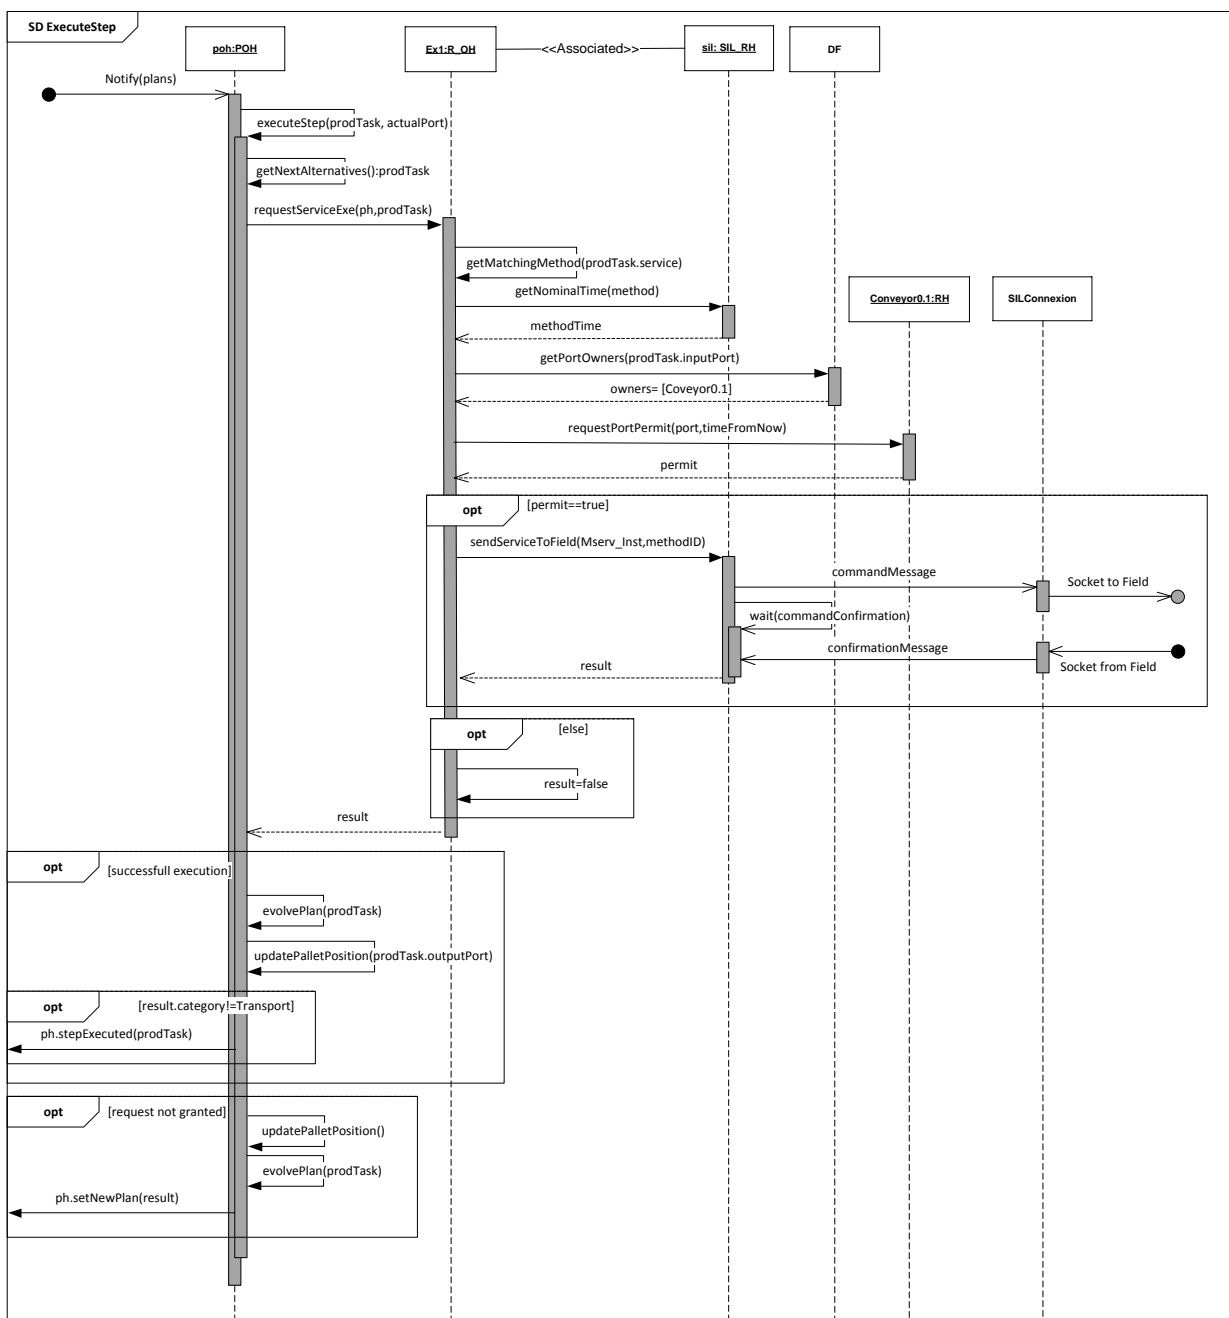 SD ExecuteStep
poh:POH
Ex1:R_OH
<<Associated>>
sil: SIL_RH
DF
Notify(plans)
executeStep(prodTask, actualPort)
getNextAlternatives():prodTask
requestServiceExe(ph,prodTask)
getMatchingMethod(prodTask.service)
getNominalTime(method)
Conveyor0.1:RH
SILConnexion
methodTime
getPortOwners(prodTask.inputPort)
owners= [Coveyor0.1]
requestPortPermit(port,timeFromNow)
permit
opt
[permit==true]
sendServiceToField(Mserv_Inst,methodID)
commandMessage
Socket to Field
wait(commandConfirmation)
confirmationMessage
Socket from Field
result
opt
[else]
result=false
result
opt
[successfull execution]
evolvePlan(prodTask)
updatePalletPosition(prodTask.outputPort)
opt
[result.category!=Transport]
ph.stepExecuted(prodTask)
opt
[request not granted]
updatePalletPosition()
evolvePlan(prodTask)
ph.setNewPlan(result)